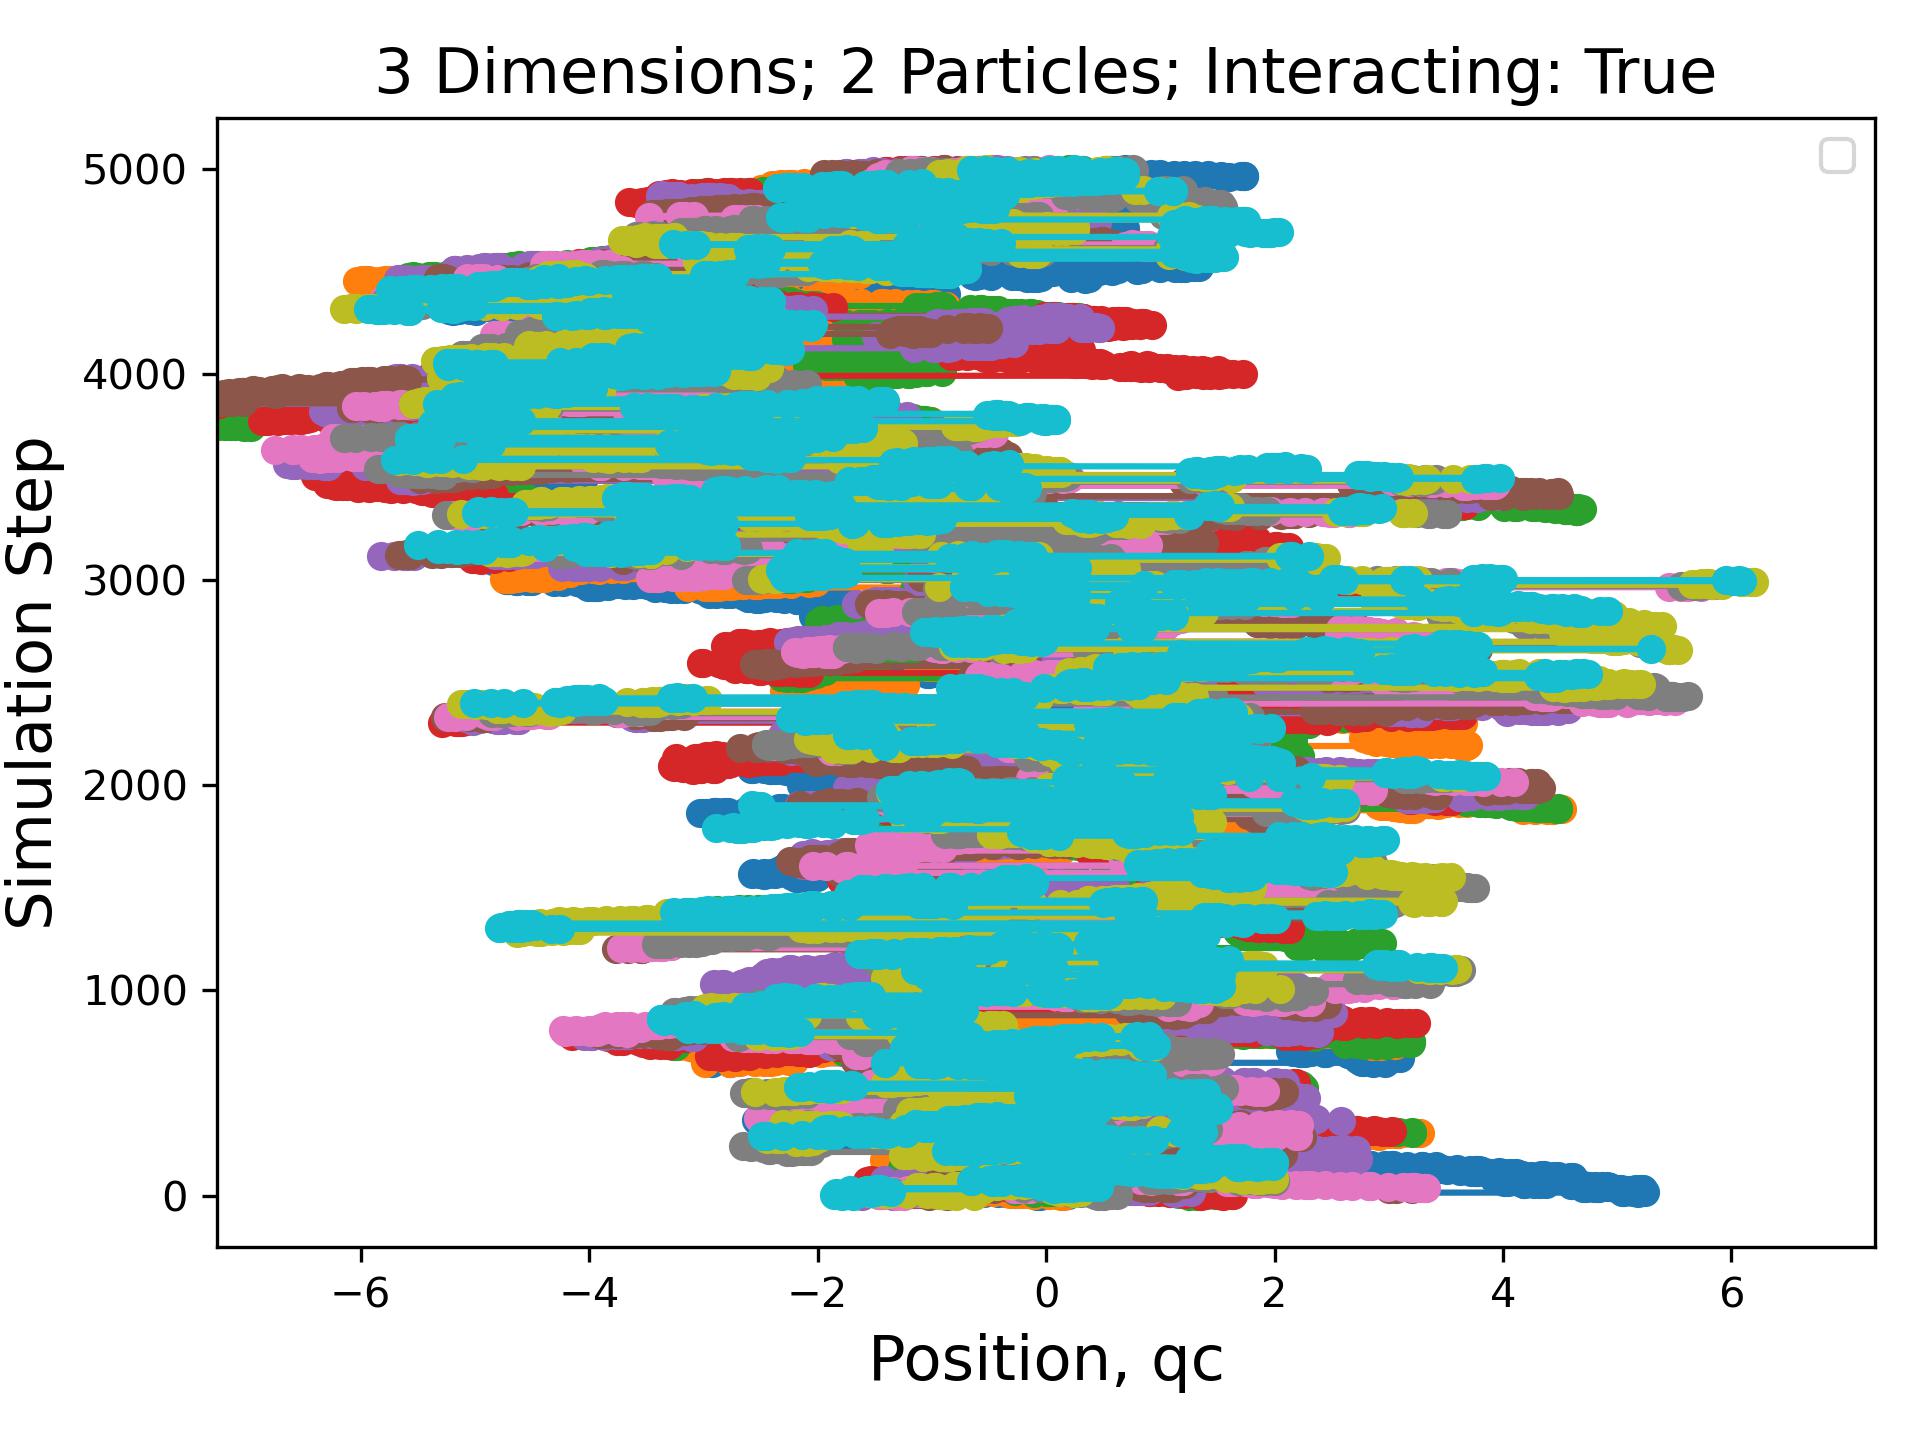 3 Dimensions; 2 Particles; Interacting: True
Simulation Step
5000
4000
3000
2000
1000
0
−6 −4 −2 0 2 4 6
Position, qc